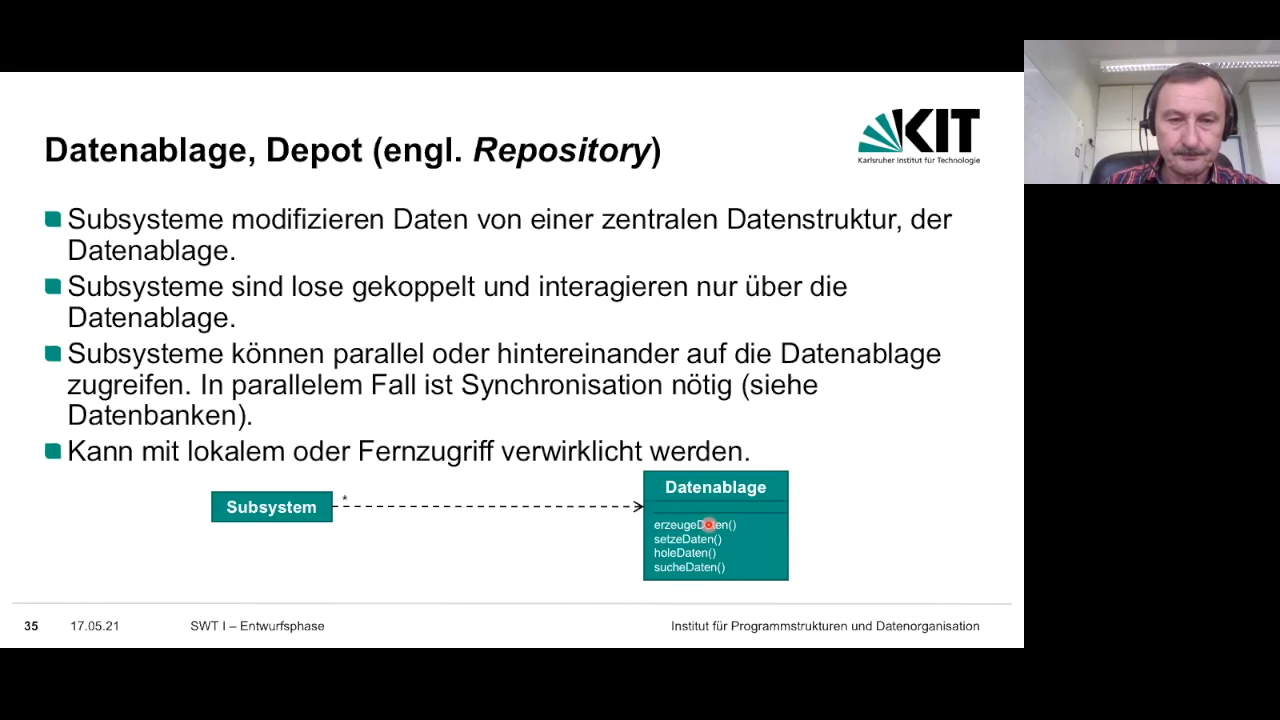 Datenablage, Depot (engl. Repository)
KIT
Karlsruher Institut für Technologie
Subsysteme modifizieren Daten von einer zentralen Datenstruktur, der
Datenablage.
Subsysteme sind lose gekoppelt und interagieren nur über die
Datenablage.
Subsysteme können parallel oder hintereinander auf die Datenablage
zugreifen. In parallelem Fall ist Synchronisation nötig (siehe
Datenbanken).
Kann mit lokalem oder Fernzugriff verwirklicht werden.
Subsystem
*
Datenablage
erzeugeDaten()
setzeDaten()
holeDaten()
sucheDaten()
35 17.05.21 SWT I – Entwurfsphase Institut für Programmstrukturen und Datenorganisation